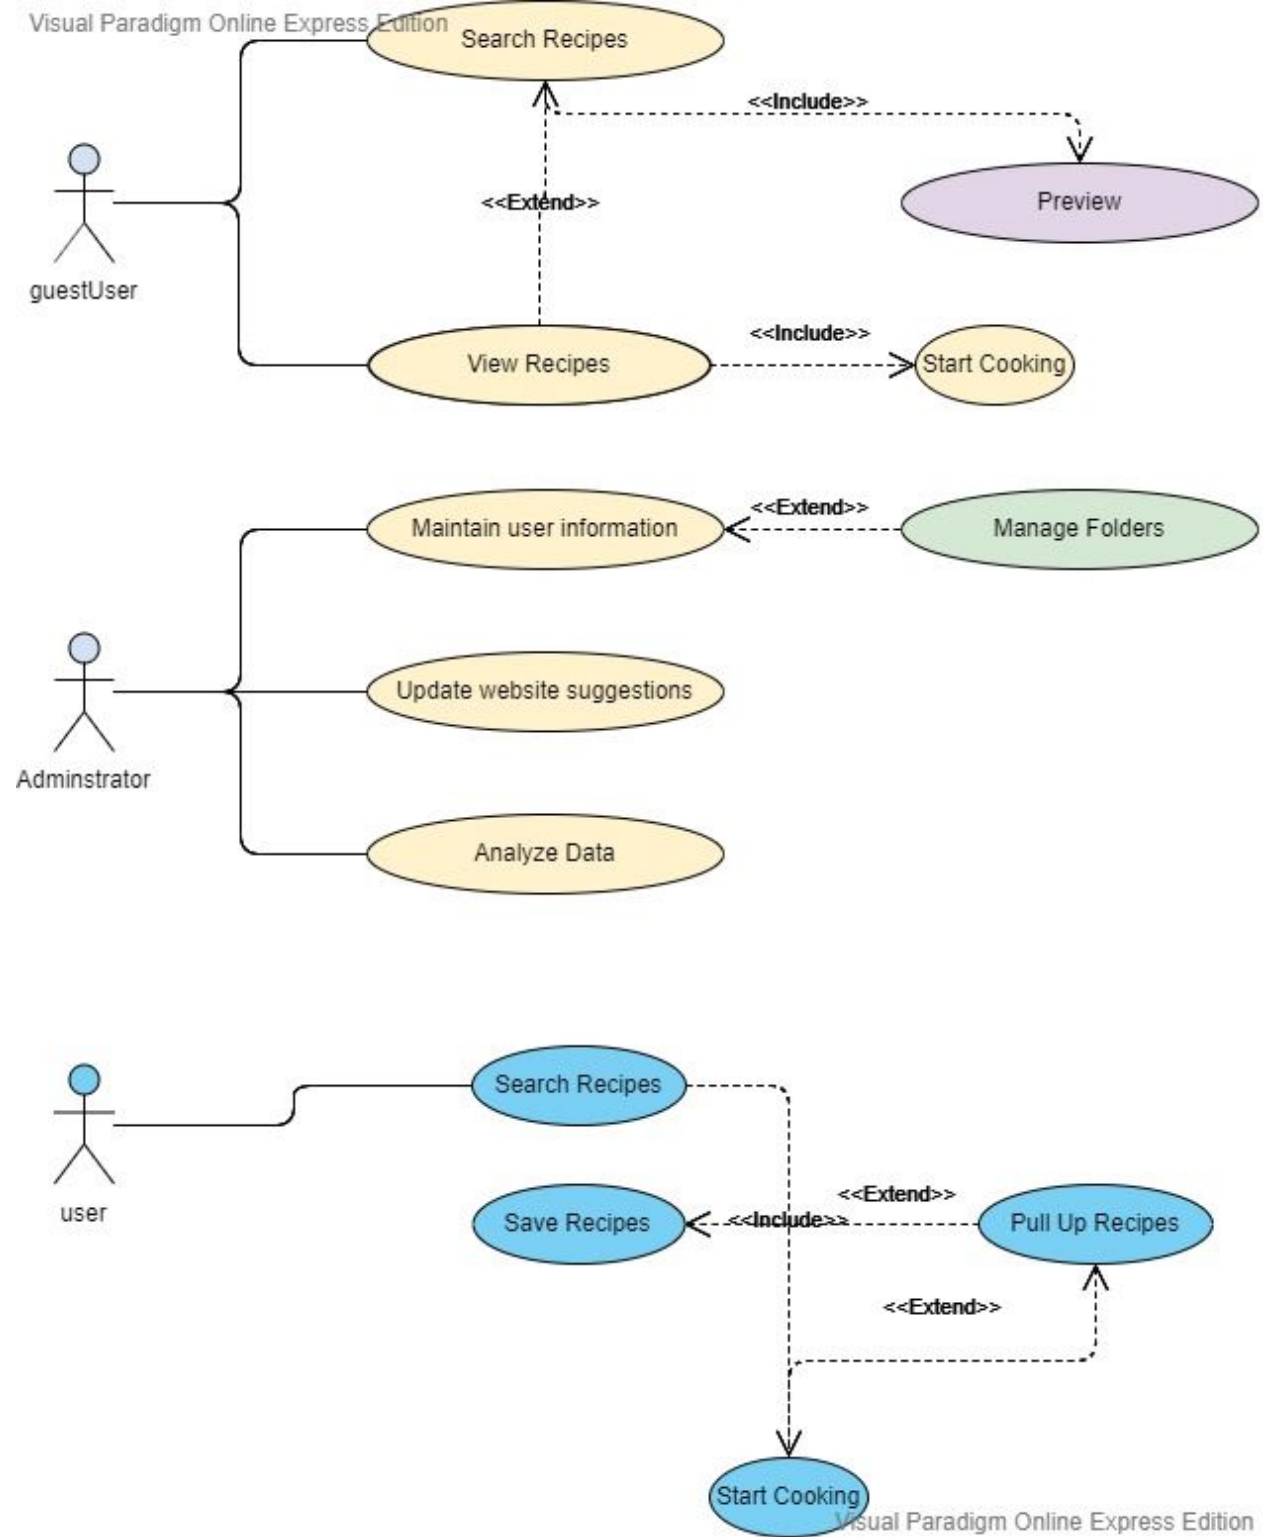 Visual Paradigm Online Express Edition
Search Recipes
<<Include>>
Preview
<<Extend>>
guestUser
<<Include>>
View Recipes
Start Cooking
<<Extend>>
Maintain user information
Manage Folders
Update website suggestions
Adminstrator
Analyze Data
Search Recipes
user
<<Extend>>
Save Recipes
<<Include>>
Pull Up Recipes
<<Extend>>
Start Cooking
Visual Paradigm Online Express Edition